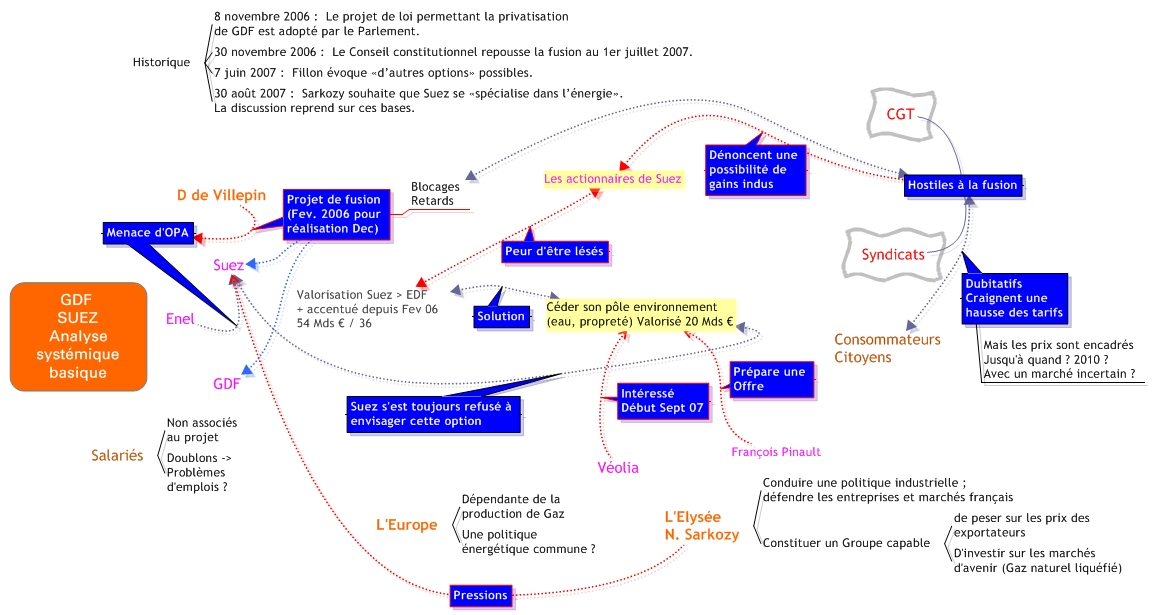 8 novembre 2006 : Le projet de loi permettant la privatisation
de GDF est adopté par le Parlement.
30 novembre 2006 : Le Conseil constitutionnel repousse la fusion au 1er juillet 2007.
Historique
7 juin 2007 : Fillon évoque «d'autres options» possibles.
30 août 2007 : Sarkozy souhaite que Suez se «spécialise dans l'énergie».
La discussion reprend sur ces bases.
CGT
Dénoncent une
possibilité de
gains indus
Les actionnaires de Suez
Hostiles à la fusion
D de Villepin
Projet de fusion
(Fev. 2006 pour
réalisation Dec)
Blocages
Retards
Menace d'OPA
Peur d'être lésés
Syndicats
Suez
Dubitatifs
Craignent une
hausse des tarifs
Valorisation Suez > EDF
+ accentué depuis Fev 06
54 Mds € / 36
Solution
Céder son pôle environnement
(eau, propreté) Valorisé 20 Mds €
GDF
SUEZ
Analyse
systémique
basique
Enel
Consommateurs
Citoyens
Mais les prix sont encadrés
Jusqu'à quand ? 2010 ?
Avec un marché incertain ?
GDF
Prépare une
Offre
Intéressé
Début Sept 07
Suez s'est toujours refusé à
envisager cette option
Non associés
au projet
Salariés
Doublons ->
Problèmes
d'emplois ?
Véolia
François Pinault
Conduire une politique industrielle ;
défendre les entreprises et marchés français
Dépendante de la
production de Gaz
L'Europe
Une politique
énergétique commune ?
L'Elysée
N. Sarkozy
Constituer un Groupe capable
de peser sur les prix des
exportateurs
D'investir sur les marchés
d'avenir (Gaz naturel liquéfié)
Pressions